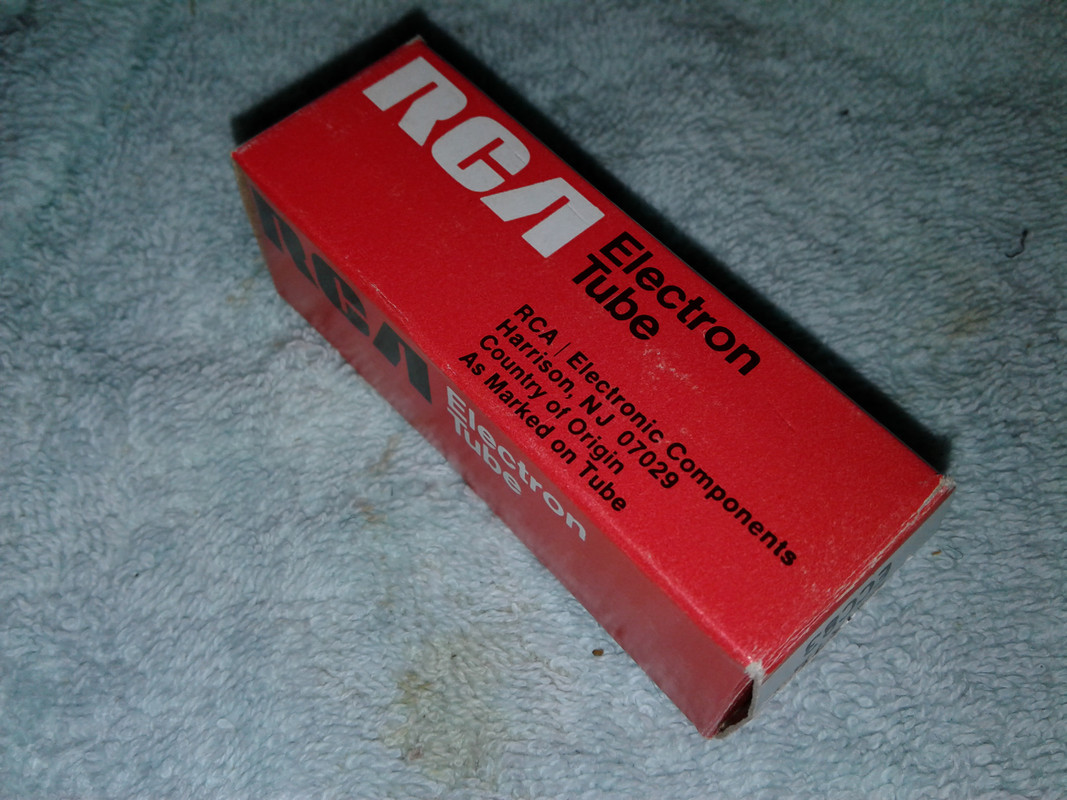 RCA
Electron
Tube
RCA | Electronic Components
Harrison, NJ 07029
Country of Origin
As Marked on Tube
RCA
Electron
Tube